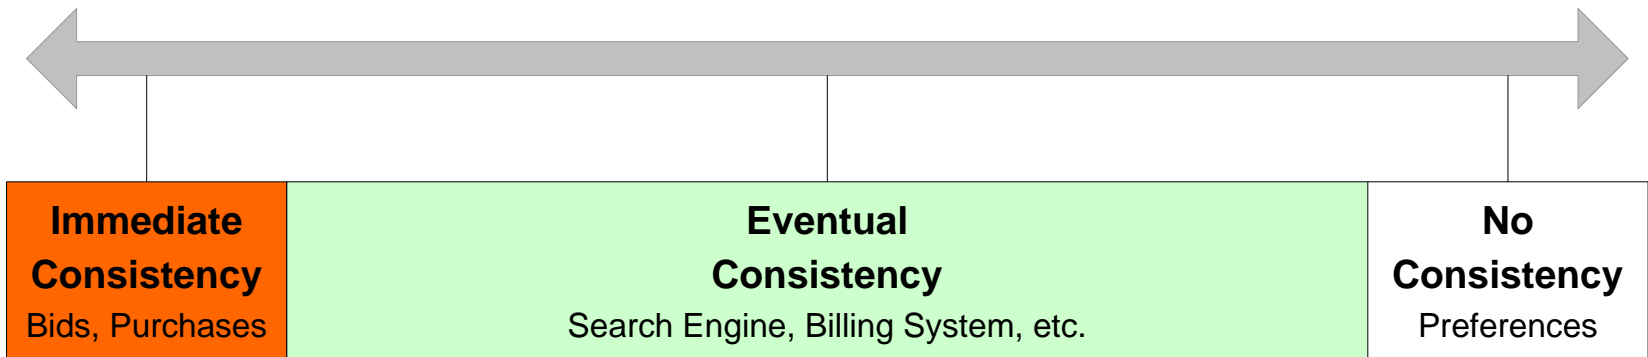 Immediate
Consistency
Bids, Purchases
Eventual
Consistency
Search Engine, Billing System, etc.
No
Consistency
Preferences